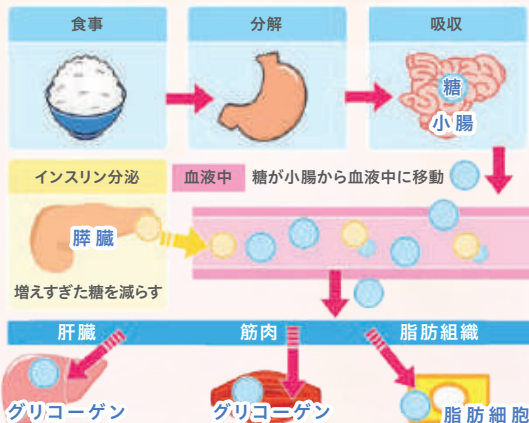 食事
分解
吸収
糖
小腸
インスリン分泌
血液中
糖が小腸から血液中に移動
膵臓
増えすぎた糖を減らす
肝臓
筋肉
脂肪組織
グリコーゲン
グリコーゲン
脂肪細胞